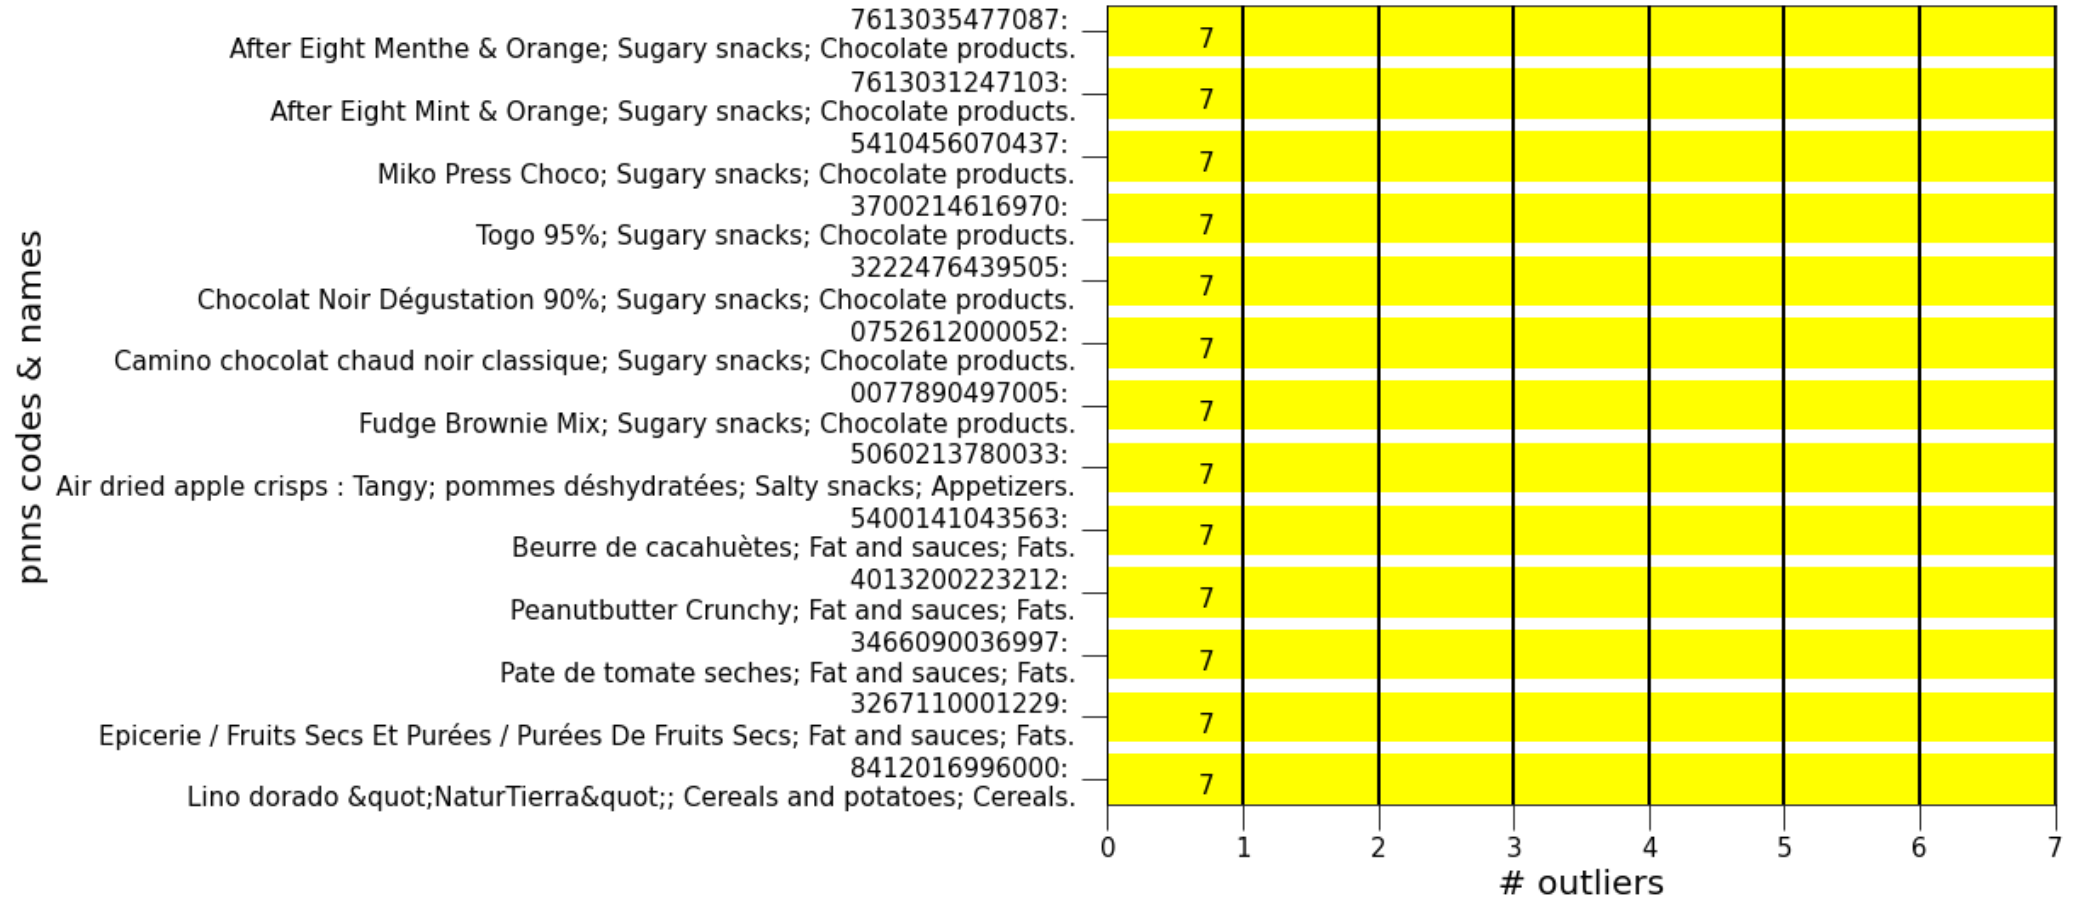 pnns codes & names
7613035477087:
After Eight Menthe & Orange; Sugary snacks; Chocolate products.
7
7613031247103:
After Eight Mint & Orange; Sugary snacks; Chocolate products.
7
5410456070437:
Miko Press Choco; Sugary snacks; Chocolate products.
7
3700214616970:
Togo 95%; Sugary snacks; Chocolate products.
7
3222476439505:
Chocolat Noir Dégustation 90%; Sugary snacks; Chocolate products.
7
0752612000052:
Camino chocolat chaud noir classique; Sugary snacks; Chocolate products.
7
0077890497005:
Fudge Brownie Mix; Sugary snacks; Chocolate products.
7
5060213780033:
Air dried apple crisps : Tangy; pommes déshydratées; Salty snacks; Appetizers.
7
5400141043563:
Beurre de cacahuètes; Fat and sauces; Fats.
7
4013200223212:
Peanutbutter Crunchy; Fat and sauces; Fats.
7
3466090036997:
Pate de tomate seches; Fat and sauces; Fats.
7
3267110001229:
Epicerie / Fruits Secs Et Purées / Purées De Fruits Secs; Fat and sauces; Fats.
7
8412016996000:
Lino dorado &quot;NaturTierra&quot;; Cereals and potatoes; Cereals.
7
0 1 2 3 4 5 6 7
# outliers